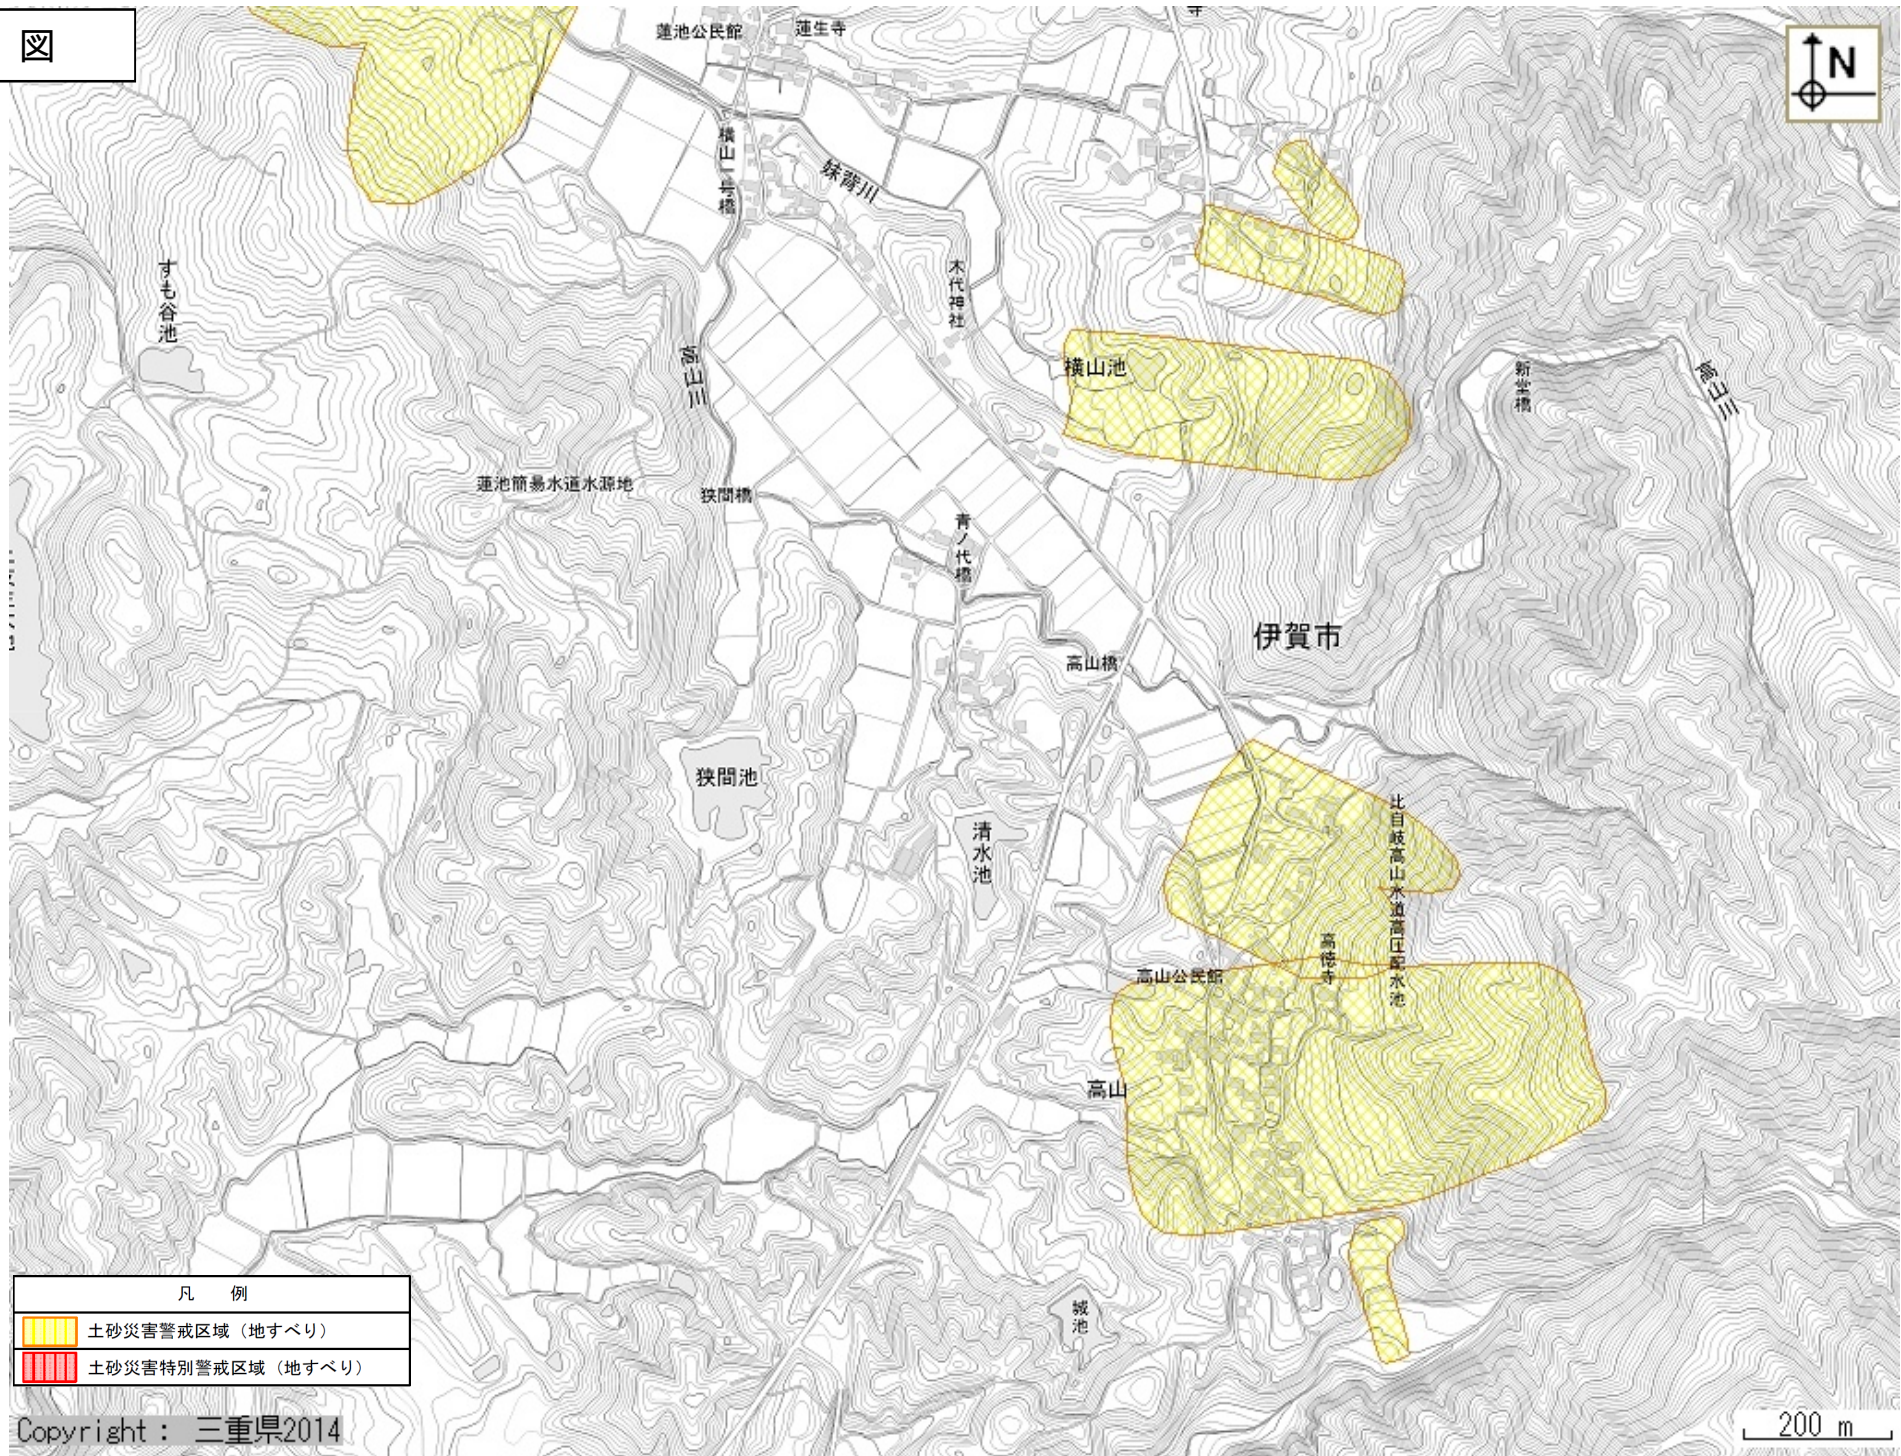 図
蓮池公民館
蓮生寺
寺
N
横山一号橋
妹背川
すも谷池
木代神社
横山池
新堂橋
高山川
蓮池簡易水道水源地
狭間橋
青ノ代橋
伊賀市
高山橋
狭間池
清水池
比自岐高山水道高圧配水池
高徳寺
高山公民館
高山
城池
凡 例
土砂災害警戒区域（地すべり）
土砂災害特別警戒区域（地すべり）
Copyright : 三重県2014
200 m